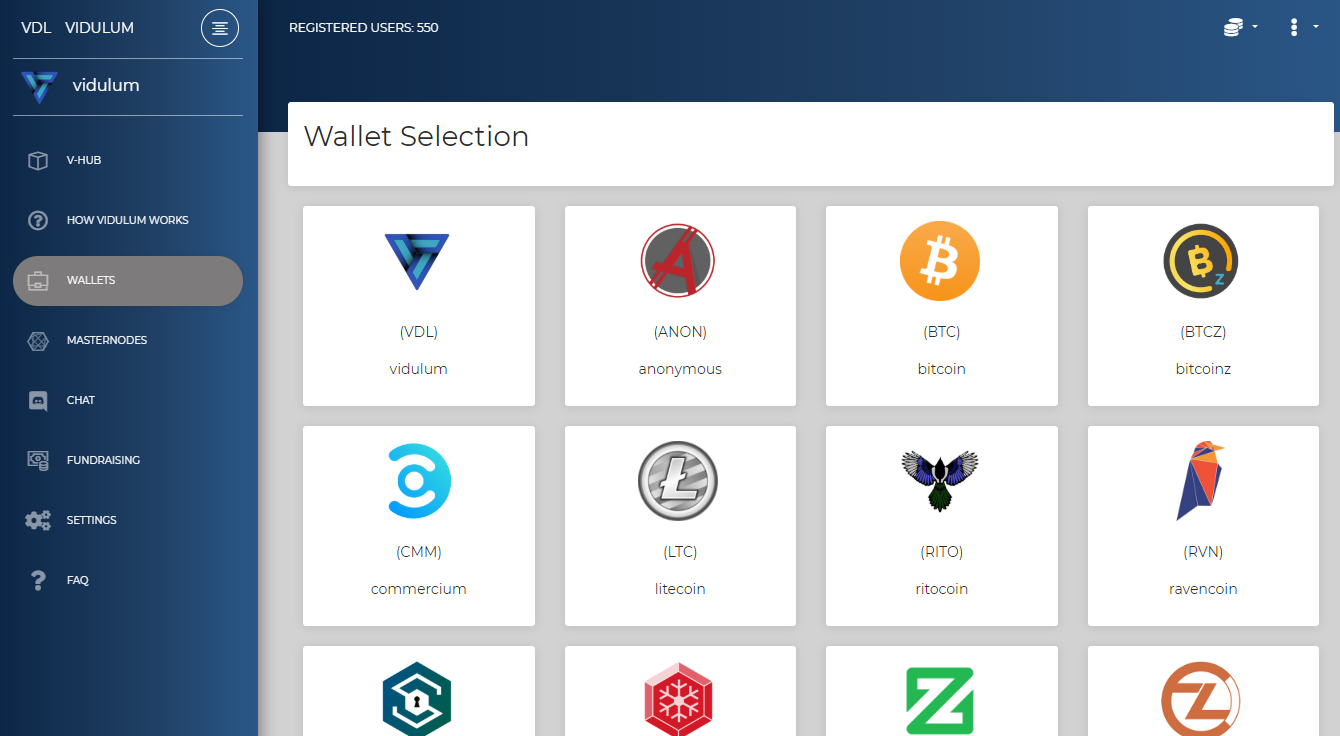 VDL VIDULUM
REGISTERED USERS: 550
vidulum
V-HUB
HOW VIDULUM WORKS
WALLETS
MASTERNODES
CHAT
FUNDRAISING
SETTINGS
FAQ
Wallet Selection
(VDL)
vidulum
(ANON)
anonymous
(BTC)
bitcoin
(BTCZ)
bitcoinz
(CMM)
commercium
(LTC)
litecoin
(RITO)
ritocoin
(RVN)
ravencoin